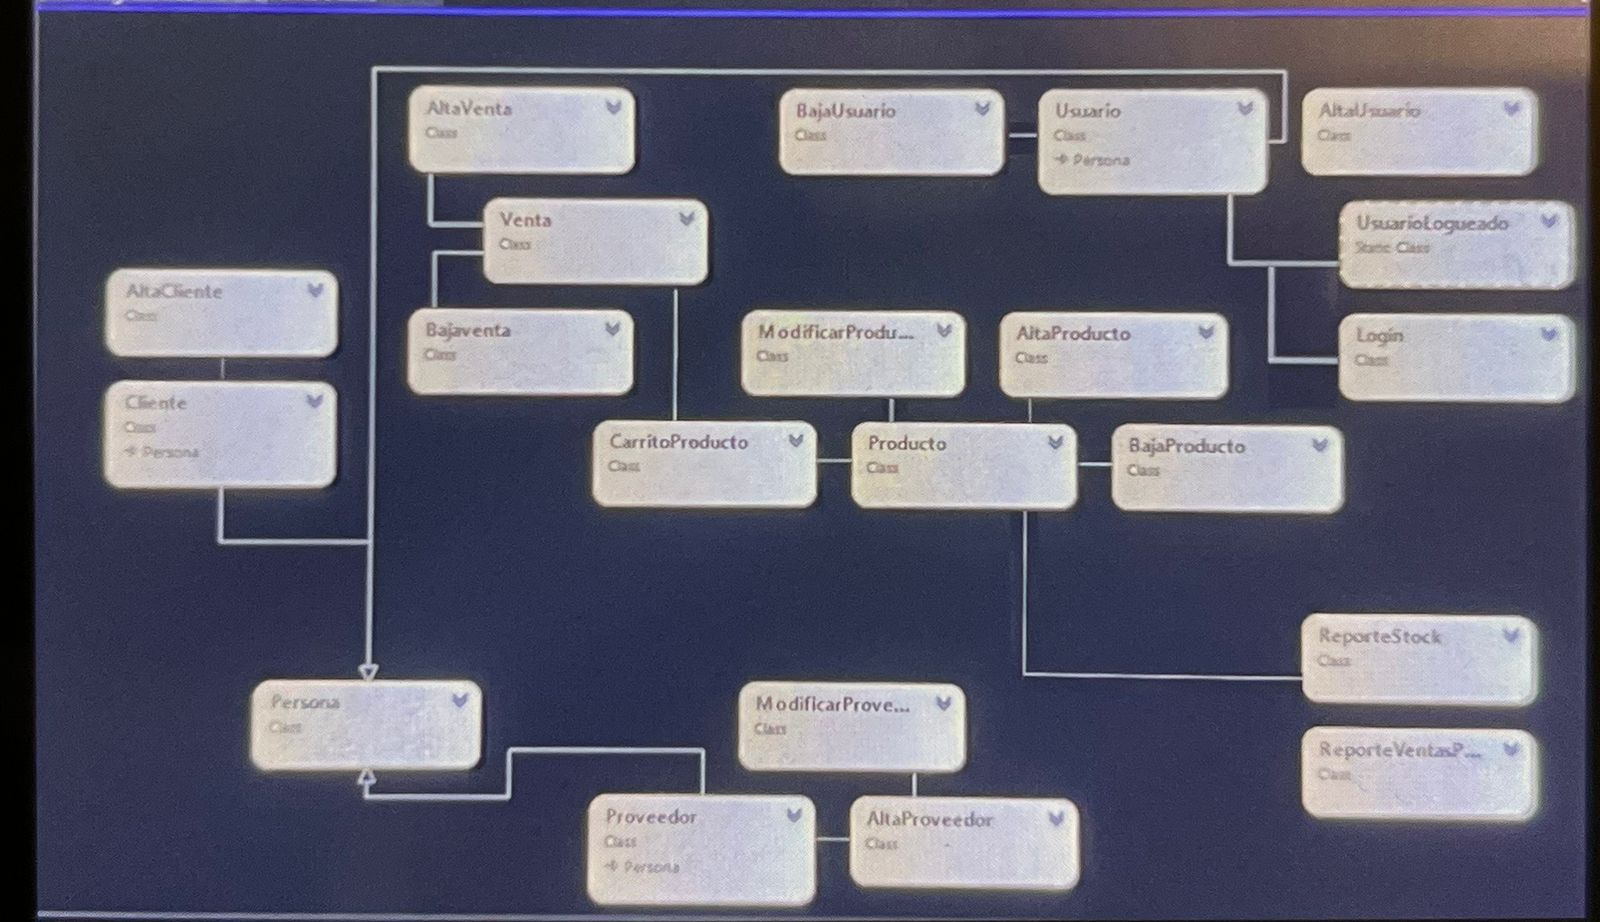 AltaVenta
Class
BajaUsuario
Class
Usuario
Class
Persona
AltaUsuario
Class
Venta
Class
UsuarioLogueado
Static Class
AltaCliente
Class
Bajaventa
Class
ModificarProdu...
Class
AltaProducto
Class
Login
Class
Cliente
Class
Persona
CarritoProducto
Class
Producto
Class
BajaProducto
Class
ReporteStock
Class
Persona
Class
ModificarProve...
Class
ReporteVentasP...
Class
Proveedor
Class
Persona
AltaProveedor
Class